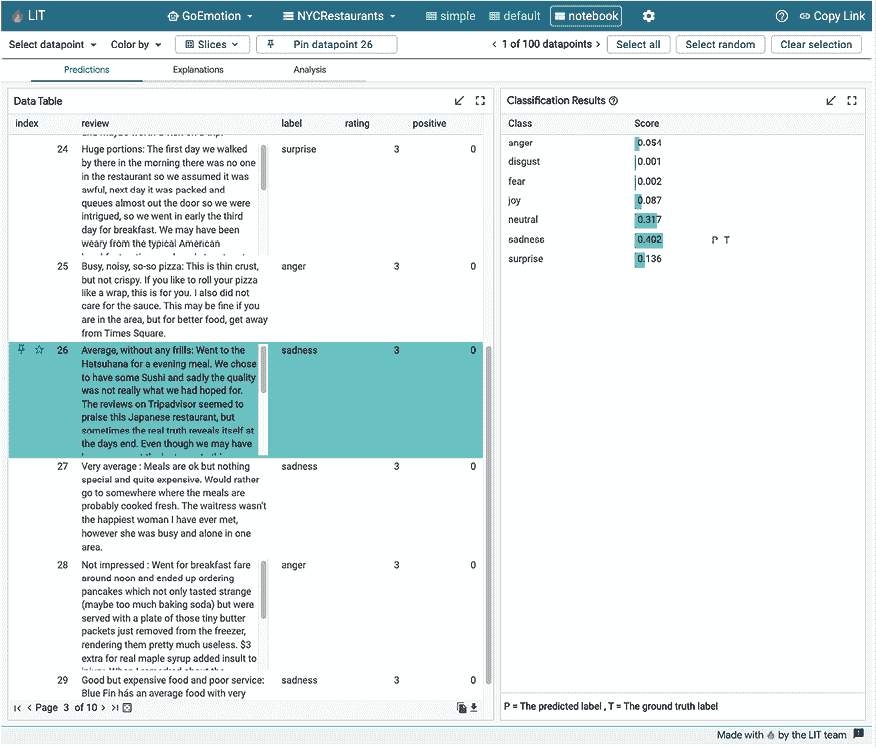 LIT GoEmotion NYCRestaurants simple default notebook Copy Link
Select datapoint Color by Slices Pin datapoint 26 < 1 of 100 datapoints > Select all Select random Clear selection
Predictions Explanations Analysis
Data Table
index review label rating positive
24 Huge portions: The first day we walked surprise 3 0
by there in the morning there was no one
in the restaurant so we assumed it was
awful, next day it was packed and
queues almost out the door so we were
intrigued, so we went in early the third
day for breakfast. We may have been
weary from the typical American
25 Busy, noisy, so-so pizza: This is thin crust, anger 3 0
but not crispy. If you like to roll your pizza
like a wrap, this is for you. I also did not
care for the sauce. This may be fine if you
are in the area, but for better food, get away
from Times Square.
26 Average, without any frills: Went to the sadness 3 0
Hatsuhana for a evening meal. We chose
to have some Sushi and sadly the quality
was not really what we had hoped for.
The reviews on Tripadvisor seemed to
praise this Japanese restaurant, but
sometimes the real truth reveals itself at
the days end. Even though we may have
27 Very average : Meals are ok but nothing sadness 3 0
special and quite expensive. Would rather
go to somewhere where the meals are
probably cooked fresh. The waitress wasn't
the happiest woman I have ever met,
however she was busy and alone in one
area.
28 Not impressed : Went for breakfast fare anger 3 0
around noon and ended up ordering
pancakes which not only tasted strange
(maybe too much baking soda) but were
served with a plate of those tiny butter
packets just removed from the freezer,
rendering them pretty much useless. $3
extra for real maple syrup added insult to
29 Good but expensive food and poor service: sadness 3 0
Blue Fin has an average food with very
Page 3 of 10
Classification Results
Class Score
anger 0.054
disgust 0.001
fear 0.002
joy 0.087
neutral 0.317
sadness 0.402 P T
surprise 0.136
P = The predicted label , T = The ground truth label
Made with by the LIT team